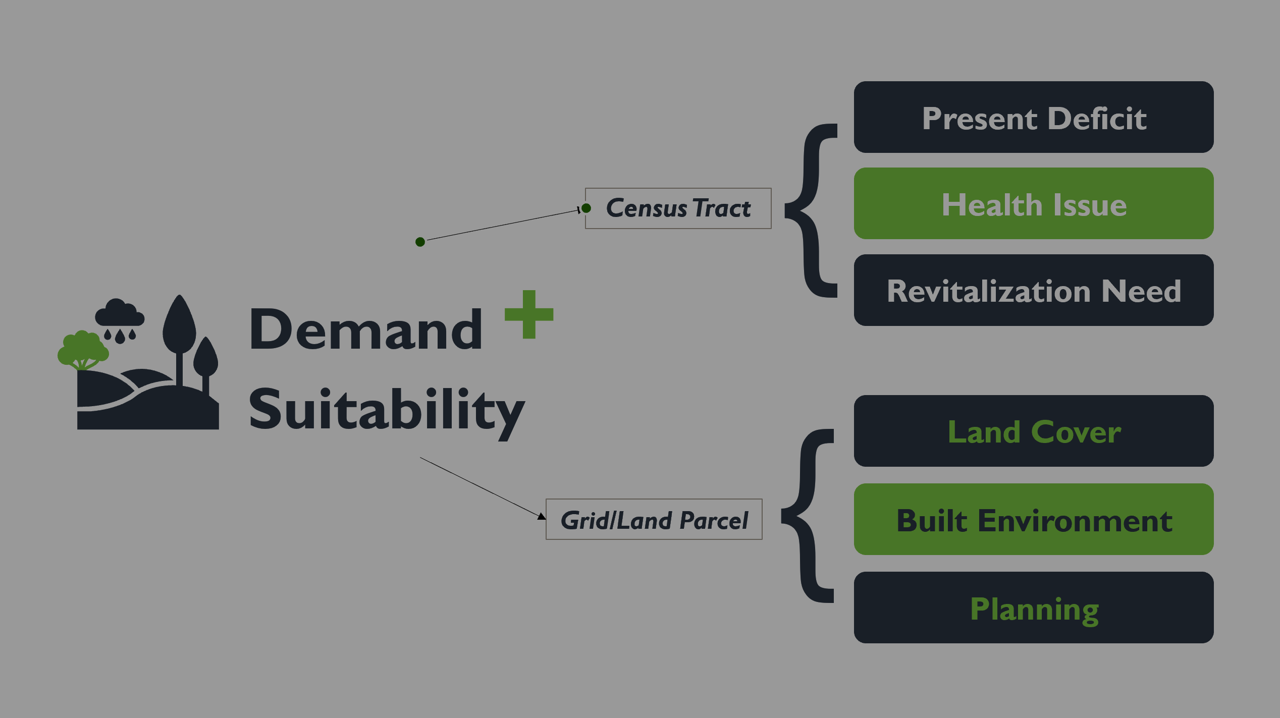 Demand +
Suitability
Census Tract
Present Deficit
Health Issue
Revitalization Need
Grid/Land Parcel
Land Cover
Built Environment
Planning